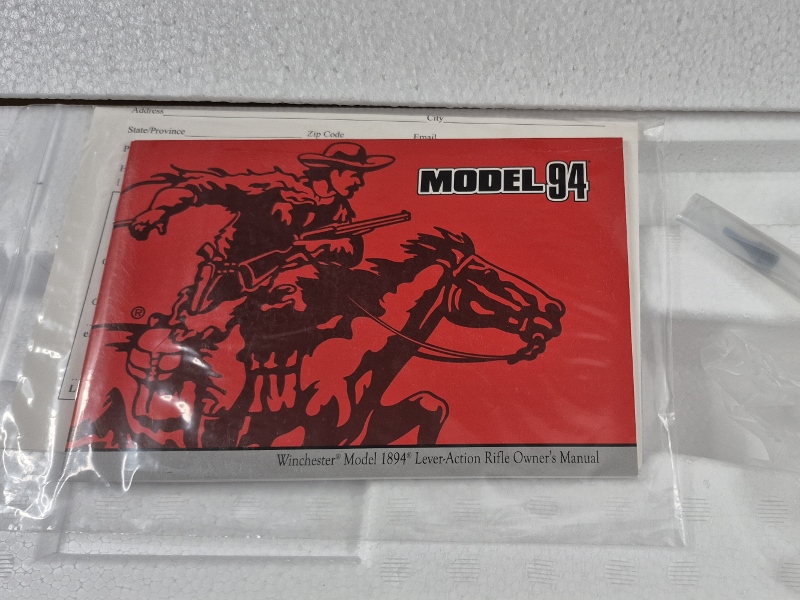 Address
City
State/Province
Zip Code
Email
MODEL 94
®
Winchester® Model 1894® Lever-Action Rifle Owner's Manual